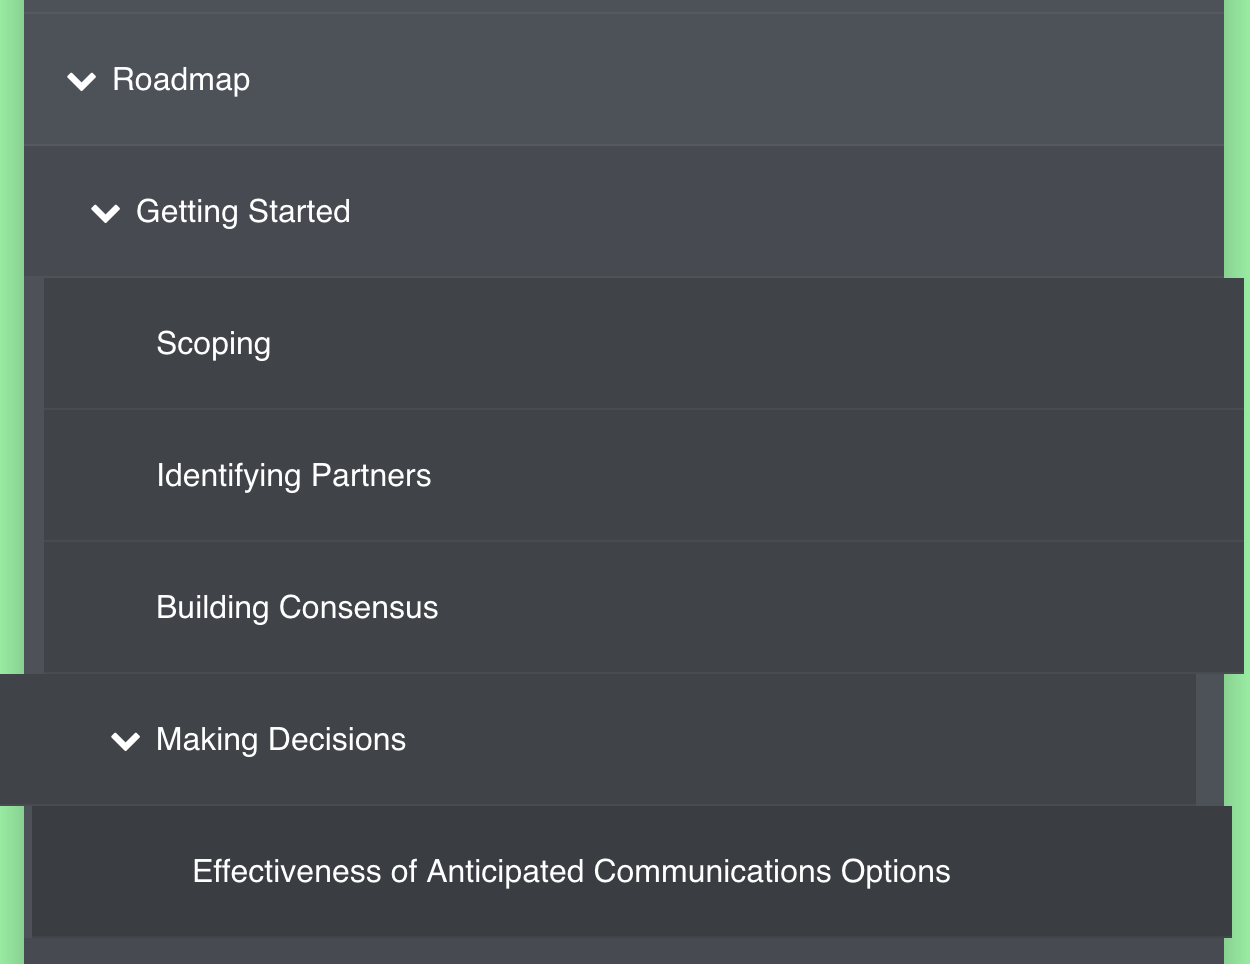 Roadmap
Getting Started
Scoping
Identifying Partners
Building Consensus
Making Decisions
Effectiveness of Anticipated Communications Options